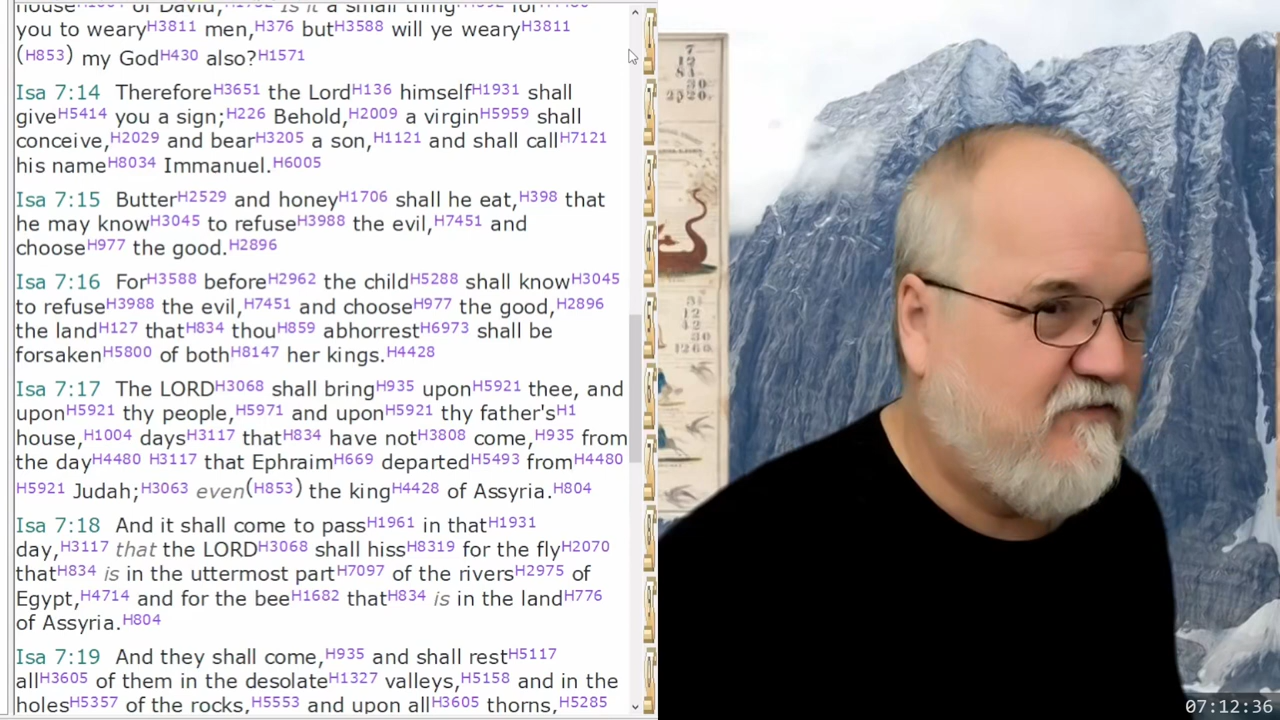 house of David, is it a small thing for
you to weary H3811 men, H376 but H3588 will ye weary H3811
(H853) my God H430 also? H1571
Isa 7:14 Therefore H3651 the Lord H136 himself H1931 shall
give H5414 you a sign; H226 Behold, H2009 a virgin H5959 shall
conceive, H2029 and bear H3205 a son, H1121 and shall call H7121
his name H8034 Immanuel. H6005
Isa 7:15 Butter H2529 and honey H1706 shall he eat, H398 that
he may know H3045 to refuse H3988 the evil, H7451 and
choose H977 the good. H2896
Isa 7:16 For H3588 before H2962 the child H5288 shall know H3045
to refuse H3988 the evil, H7451 and choose H977 the good, H2896
the land H127 that H834 thou H859 abhorrest H6973 shall be
forsaken H5800 of both H8147 her kings. H4428
Isa 7:17 The LORD H3068 shall bring H935 upon H5921 thee, and
upon H5921 thy people, H5971 and upon H5921 thy father's H1
house, H1004 days H3117 that H834 have not H3808 come, H935 from
the day H4480 H3117 that Ephraim H669 departed H5493 from H4480
H5921 Judah; H3063 even (H853) the king H4428 of Assyria. H804
Isa 7:18 And it shall come to pass H1961 in that H1931
day, H3117 that the LORD H3068 shall hiss H8319 for the fly H2070
that H834 is in the uttermost part H7097 of the rivers H2975 of
Egypt, H4714 and for the bee H1682 that H834 is in the land H776
of Assyria. H804
Isa 7:19 And they shall come, H935 and shall rest H5117
all H3605 of them in the desolate H1327 valleys, H5158 and in the
holes H5357 of the rocks, H5553 and upon all H3605 thorns, H5285
7
12
84
30
2520.
31
12
42
30
1260.
07:12:36